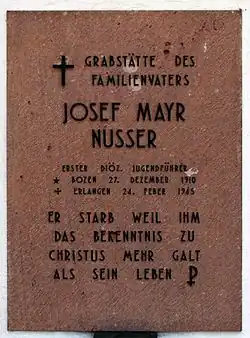 GRABSTÄTTE DES
FAMILIENVATERS
JOSEF MAYR
NUSSER
ERSTER DIÖZ. JUGENDFÜHRER
* BOZEN 27. DEZEMBER 1910
+ ERLANGEN 24. FEBER 1945
ER STARB WEIL IHM
DAS BEKENNTNIS ZU
CHRISTUS MEHR GALT
ALS SEIN LEBEN